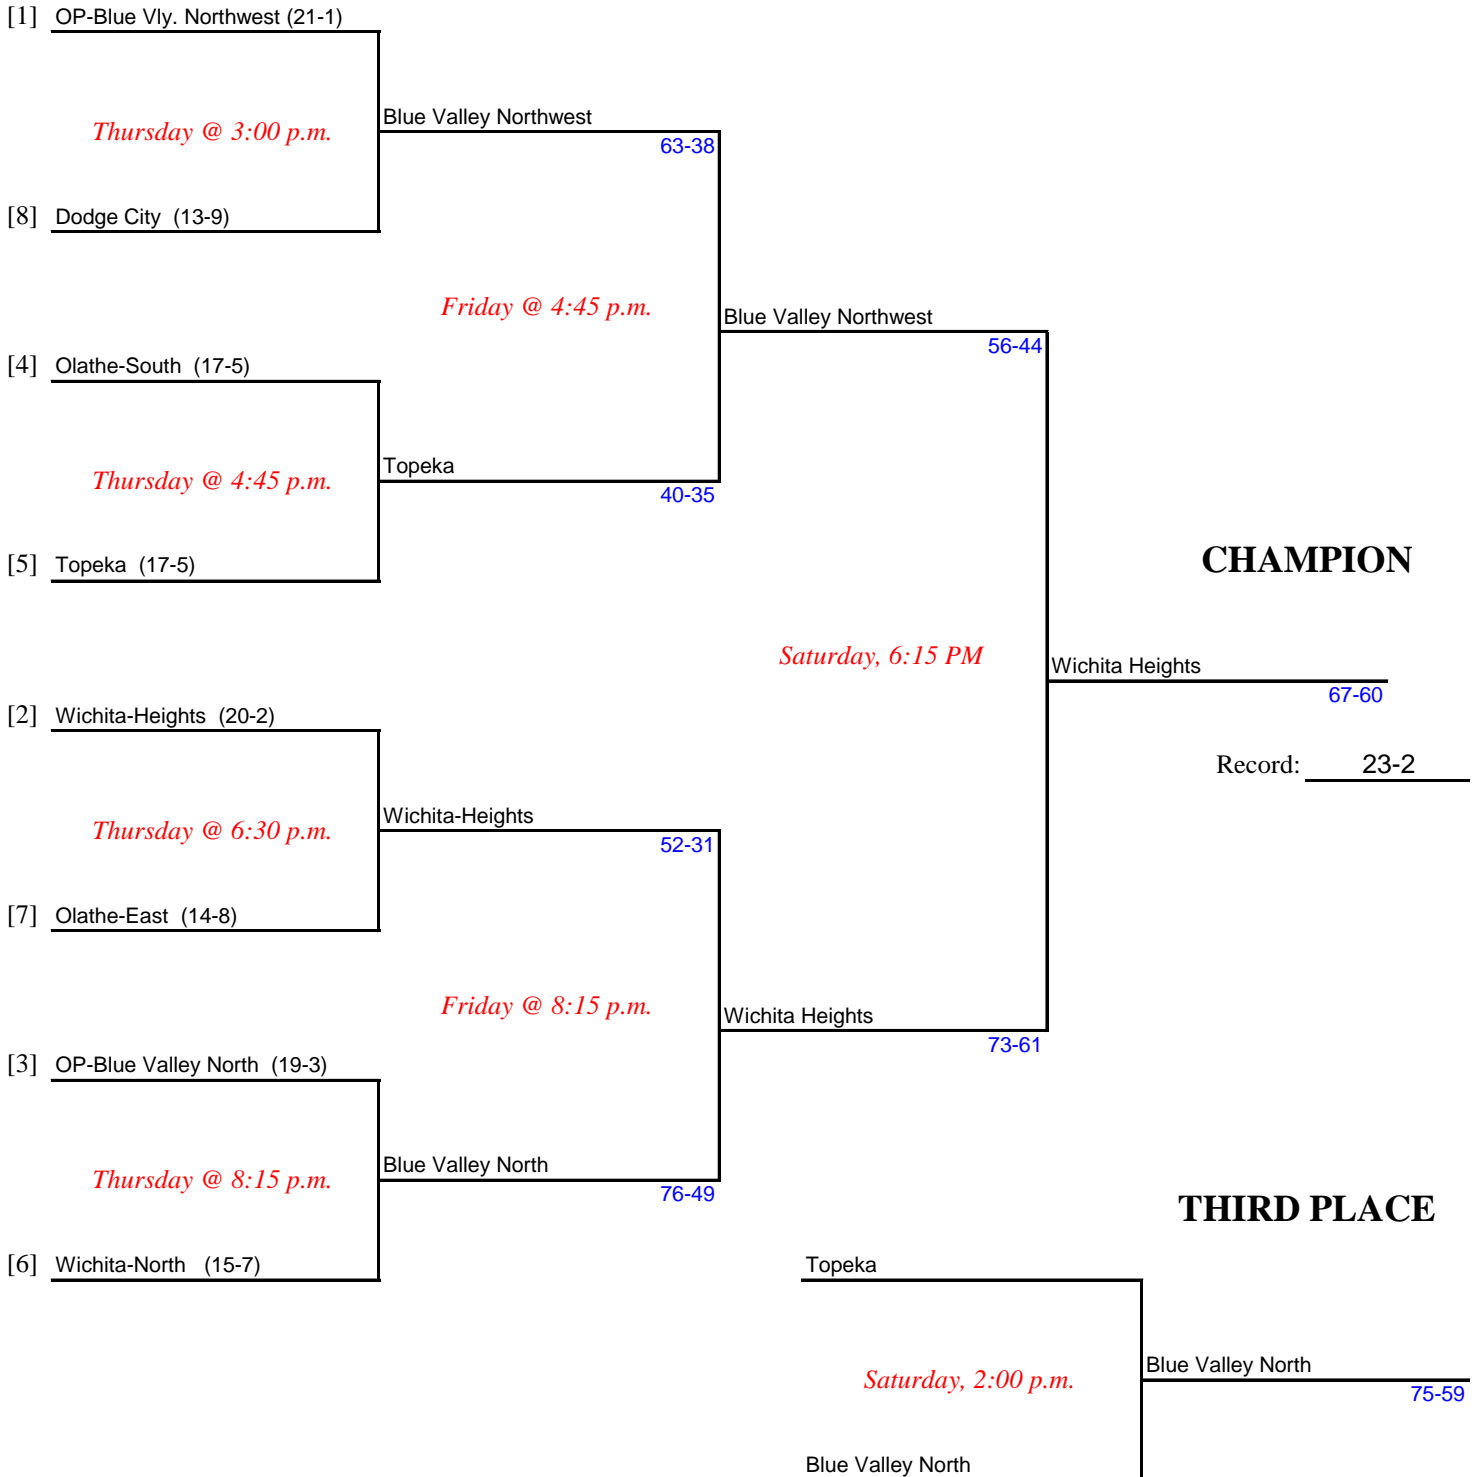 [1] OP-Blue Vly. Northwest (21-1)
Blue Valley Northwest
Thursday @ 3:00 p.m.
63-38
[8] Dodge City (13-9)
Friday @ 4:45 p.m.
Blue Valley Northwest
56-44
[4] Olathe-South (17-5)
Topeka
Thursday @ 4:45 p.m.
40-35
[5] Topeka (17-5)
CHAMPION
Saturday, 6:15 PM
Wichita Heights
67-60
[2] Wichita-Heights (20-2)
Record: 23-2
Wichita-Heights
Thursday @ 6:30 p.m.
52-31
[7] Olathe-East (14-8)
Friday @ 8:15 p.m.
Wichita Heights
73-61
[3] OP-Blue Valley North (19-3)
Blue Valley North
Thursday @ 8:15 p.m.
76-49
THIRD PLACE
[6] Wichita-North (15-7)
Topeka
Blue Valley North
Saturday, 2:00 p.m.
75-59
Blue Valley North